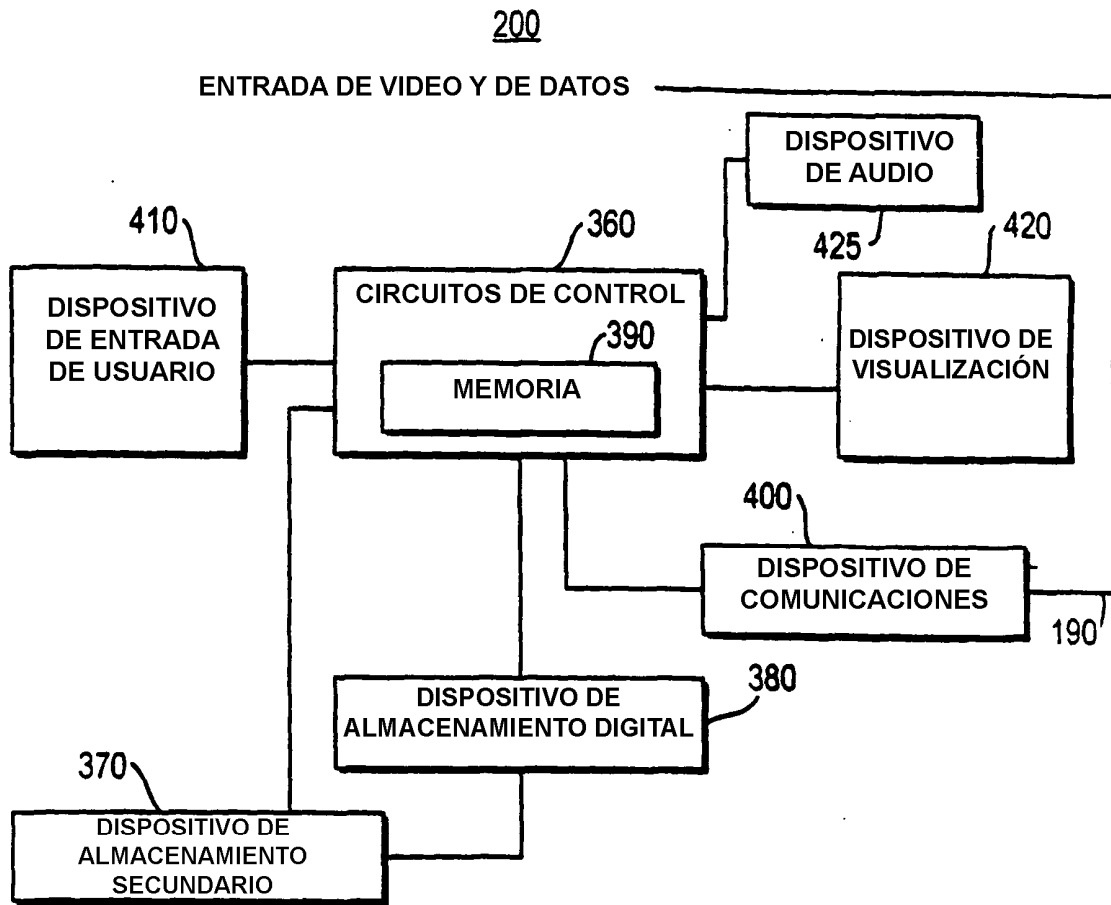 200
ENTRADA DE VIDEO Y DE DATOS
DISPOSITIVO
DE AUDIO
425
410
360
420
DISPOSITIVO
DE ENTRADA
DE USUARIO
CIRCUITOS DE CONTROL
390
MEMORIA
DISPOSITIVO DE
VISUALIZACIÓN
400
DISPOSITIVO DE
COMUNICACIONES
190
DISPOSITIVO DE
ALMACENAMIENTO DIGITAL
380
370
DISPOSITIVO DE
ALMACENAMIENTO
SECUNDARIO